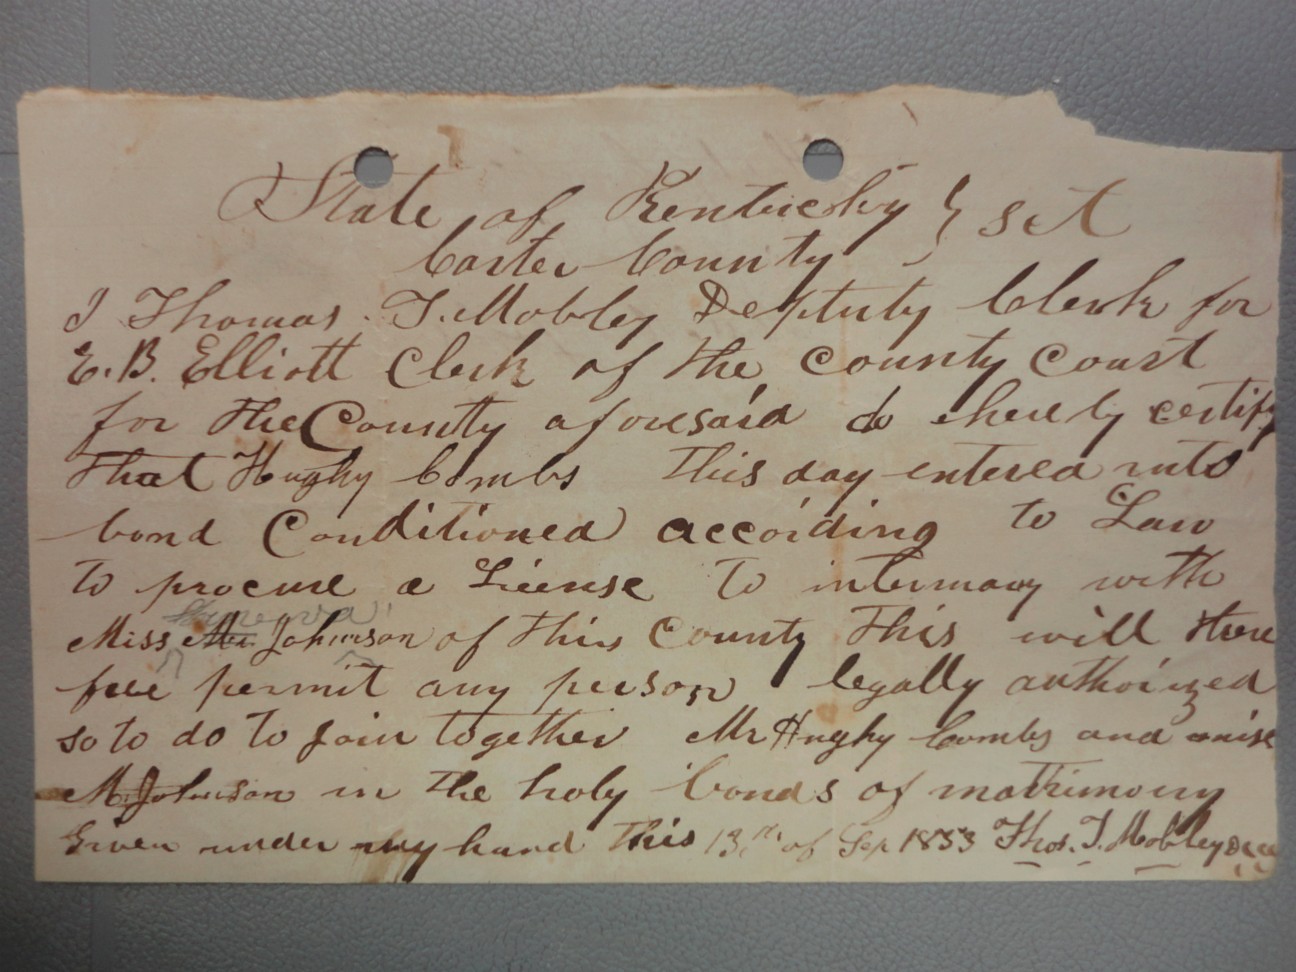 State of Kentucky } Set
Carter County
I Thomas T. Mobley Deptuty Clerk for
E. B. Elliott Clerk of the County Court
for the County aforesaid do hereby certify
that Hughy Combs this day entered into
bond Conditioned according to Law
to procure a License to intermary with
Miss M. Johnson of this County this will there
fore permit any person legally authorized
so to do to join together Mr Hughy Combs and miss
M. Johnson in the holy bonds of matrimony
Given under my hand this 13th of Sep 1853 Thos. T. Mobley